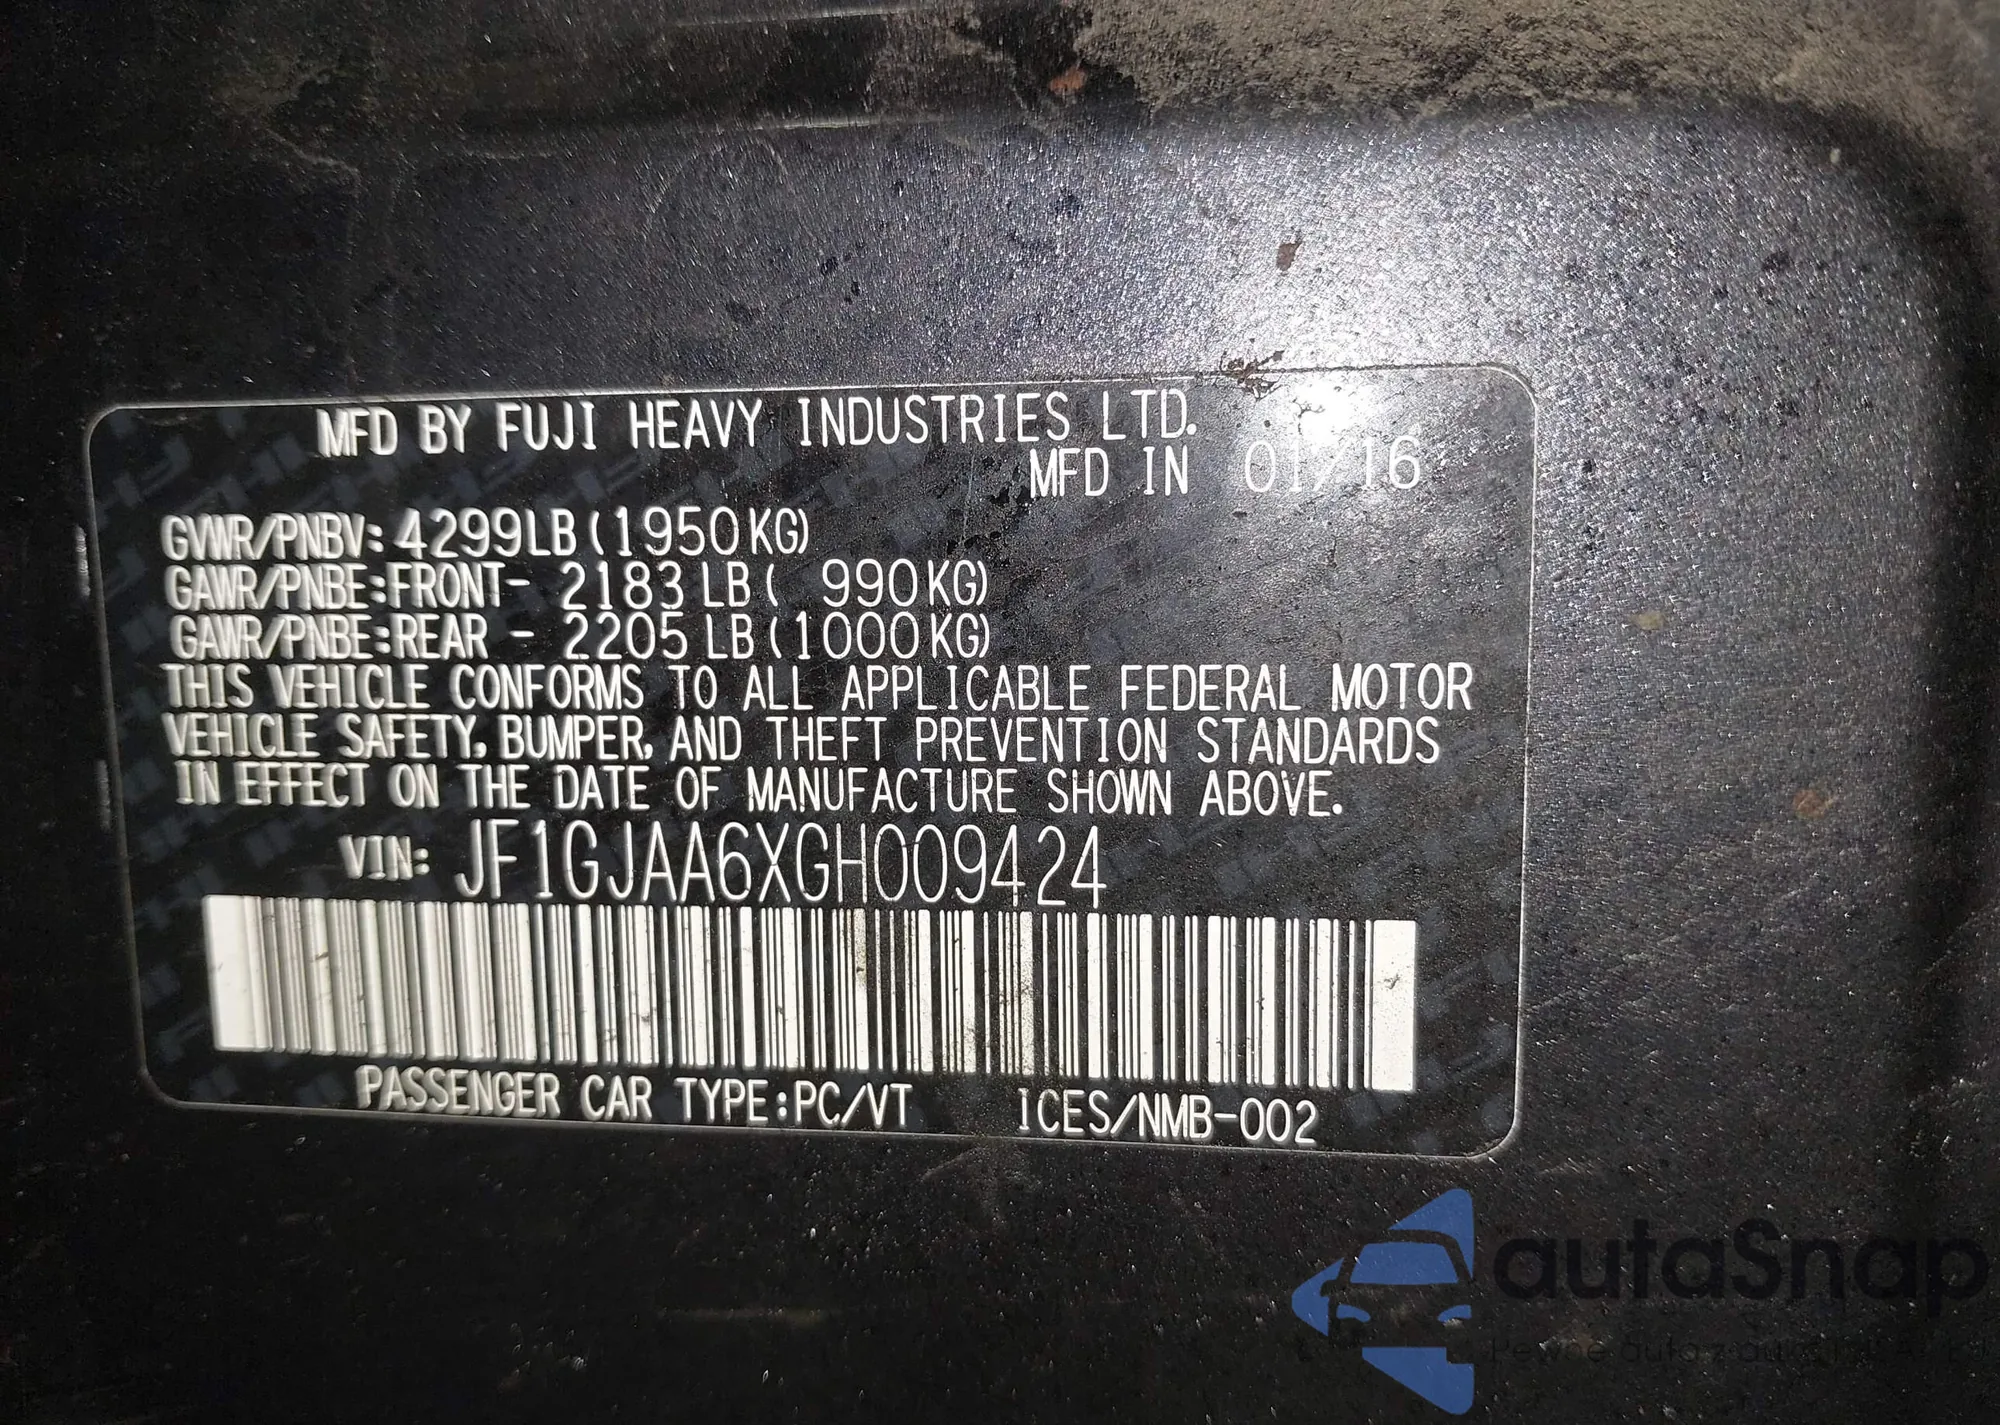 MFD BY FUJI HEAVY INDUSTRIES LTD.
MFD IN 01/16
GVWR/PNBV: 4299LB (1950KG)
GAWR/PNBE:FRONT- 2183 LB ( 990KG)
GAWR/PNBE:REAR - 2205 LB (1000KG)
THIS VEHICLE CONFORMS TO ALL APPLICABLE FEDERAL MOTOR
VEHICLE SAFETY, BUMPER, AND THEFT PREVENTION STANDARDS
IN EFFECT ON THE DATE OF MANUFACTURE SHOWN ABOVE.
VIN: JF1GJAA6XGH009424
PASSENGER CAR TYPE:PC/VT ICES/NMB-002
autaSnap
Pewne auta z